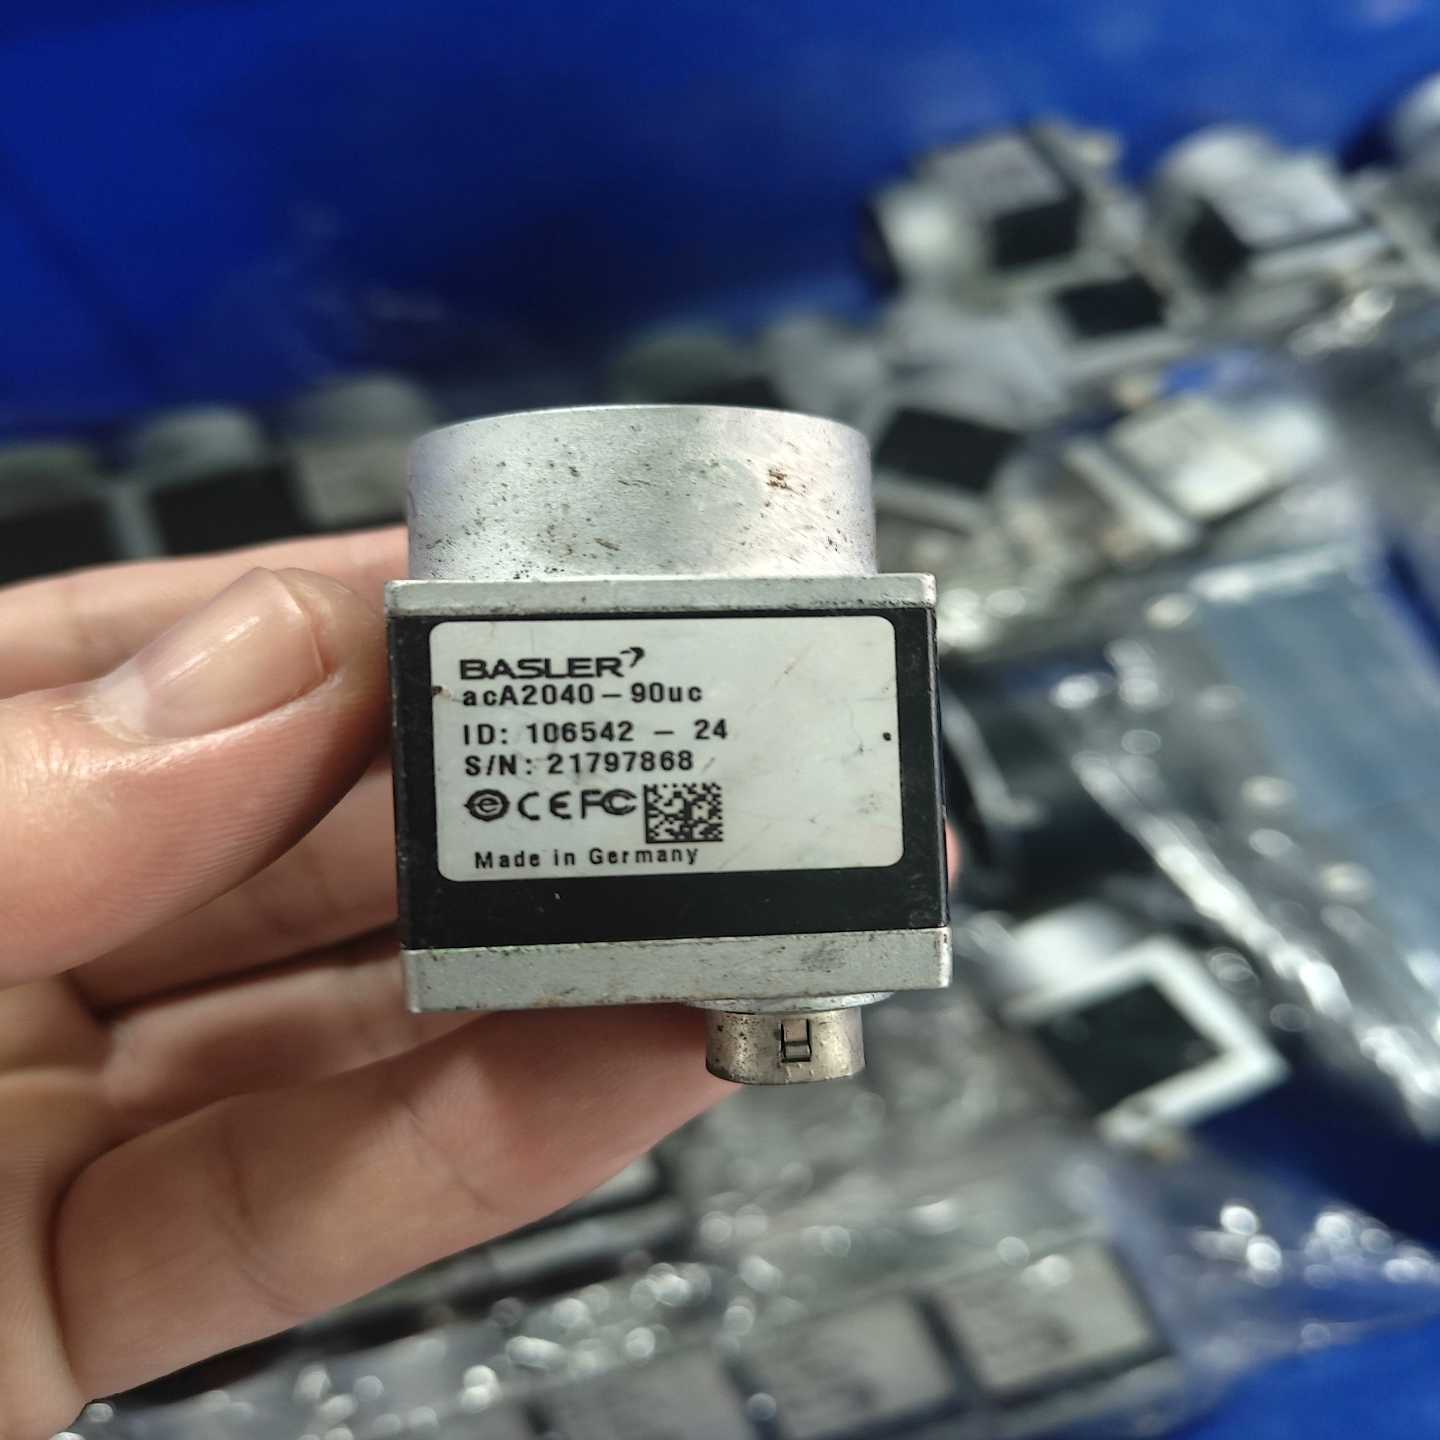 BASLER
acA2040-90uc
ID: 106542 - 24
S/N: 21797868
CE FC
Made in Germany